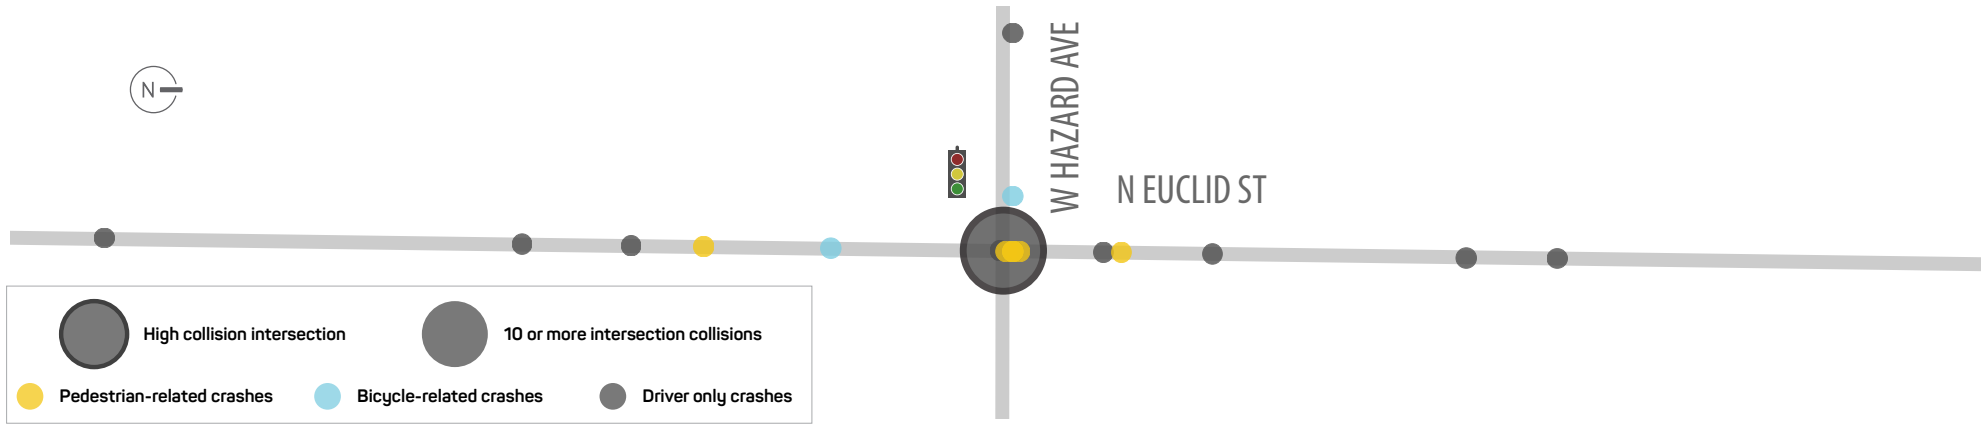 N
W HAZARD AVE
N EUCLID ST
High collision intersection
10 or more intersection collisions
Pedestrian-related crashes
Bicycle-related crashes
Driver only crashes